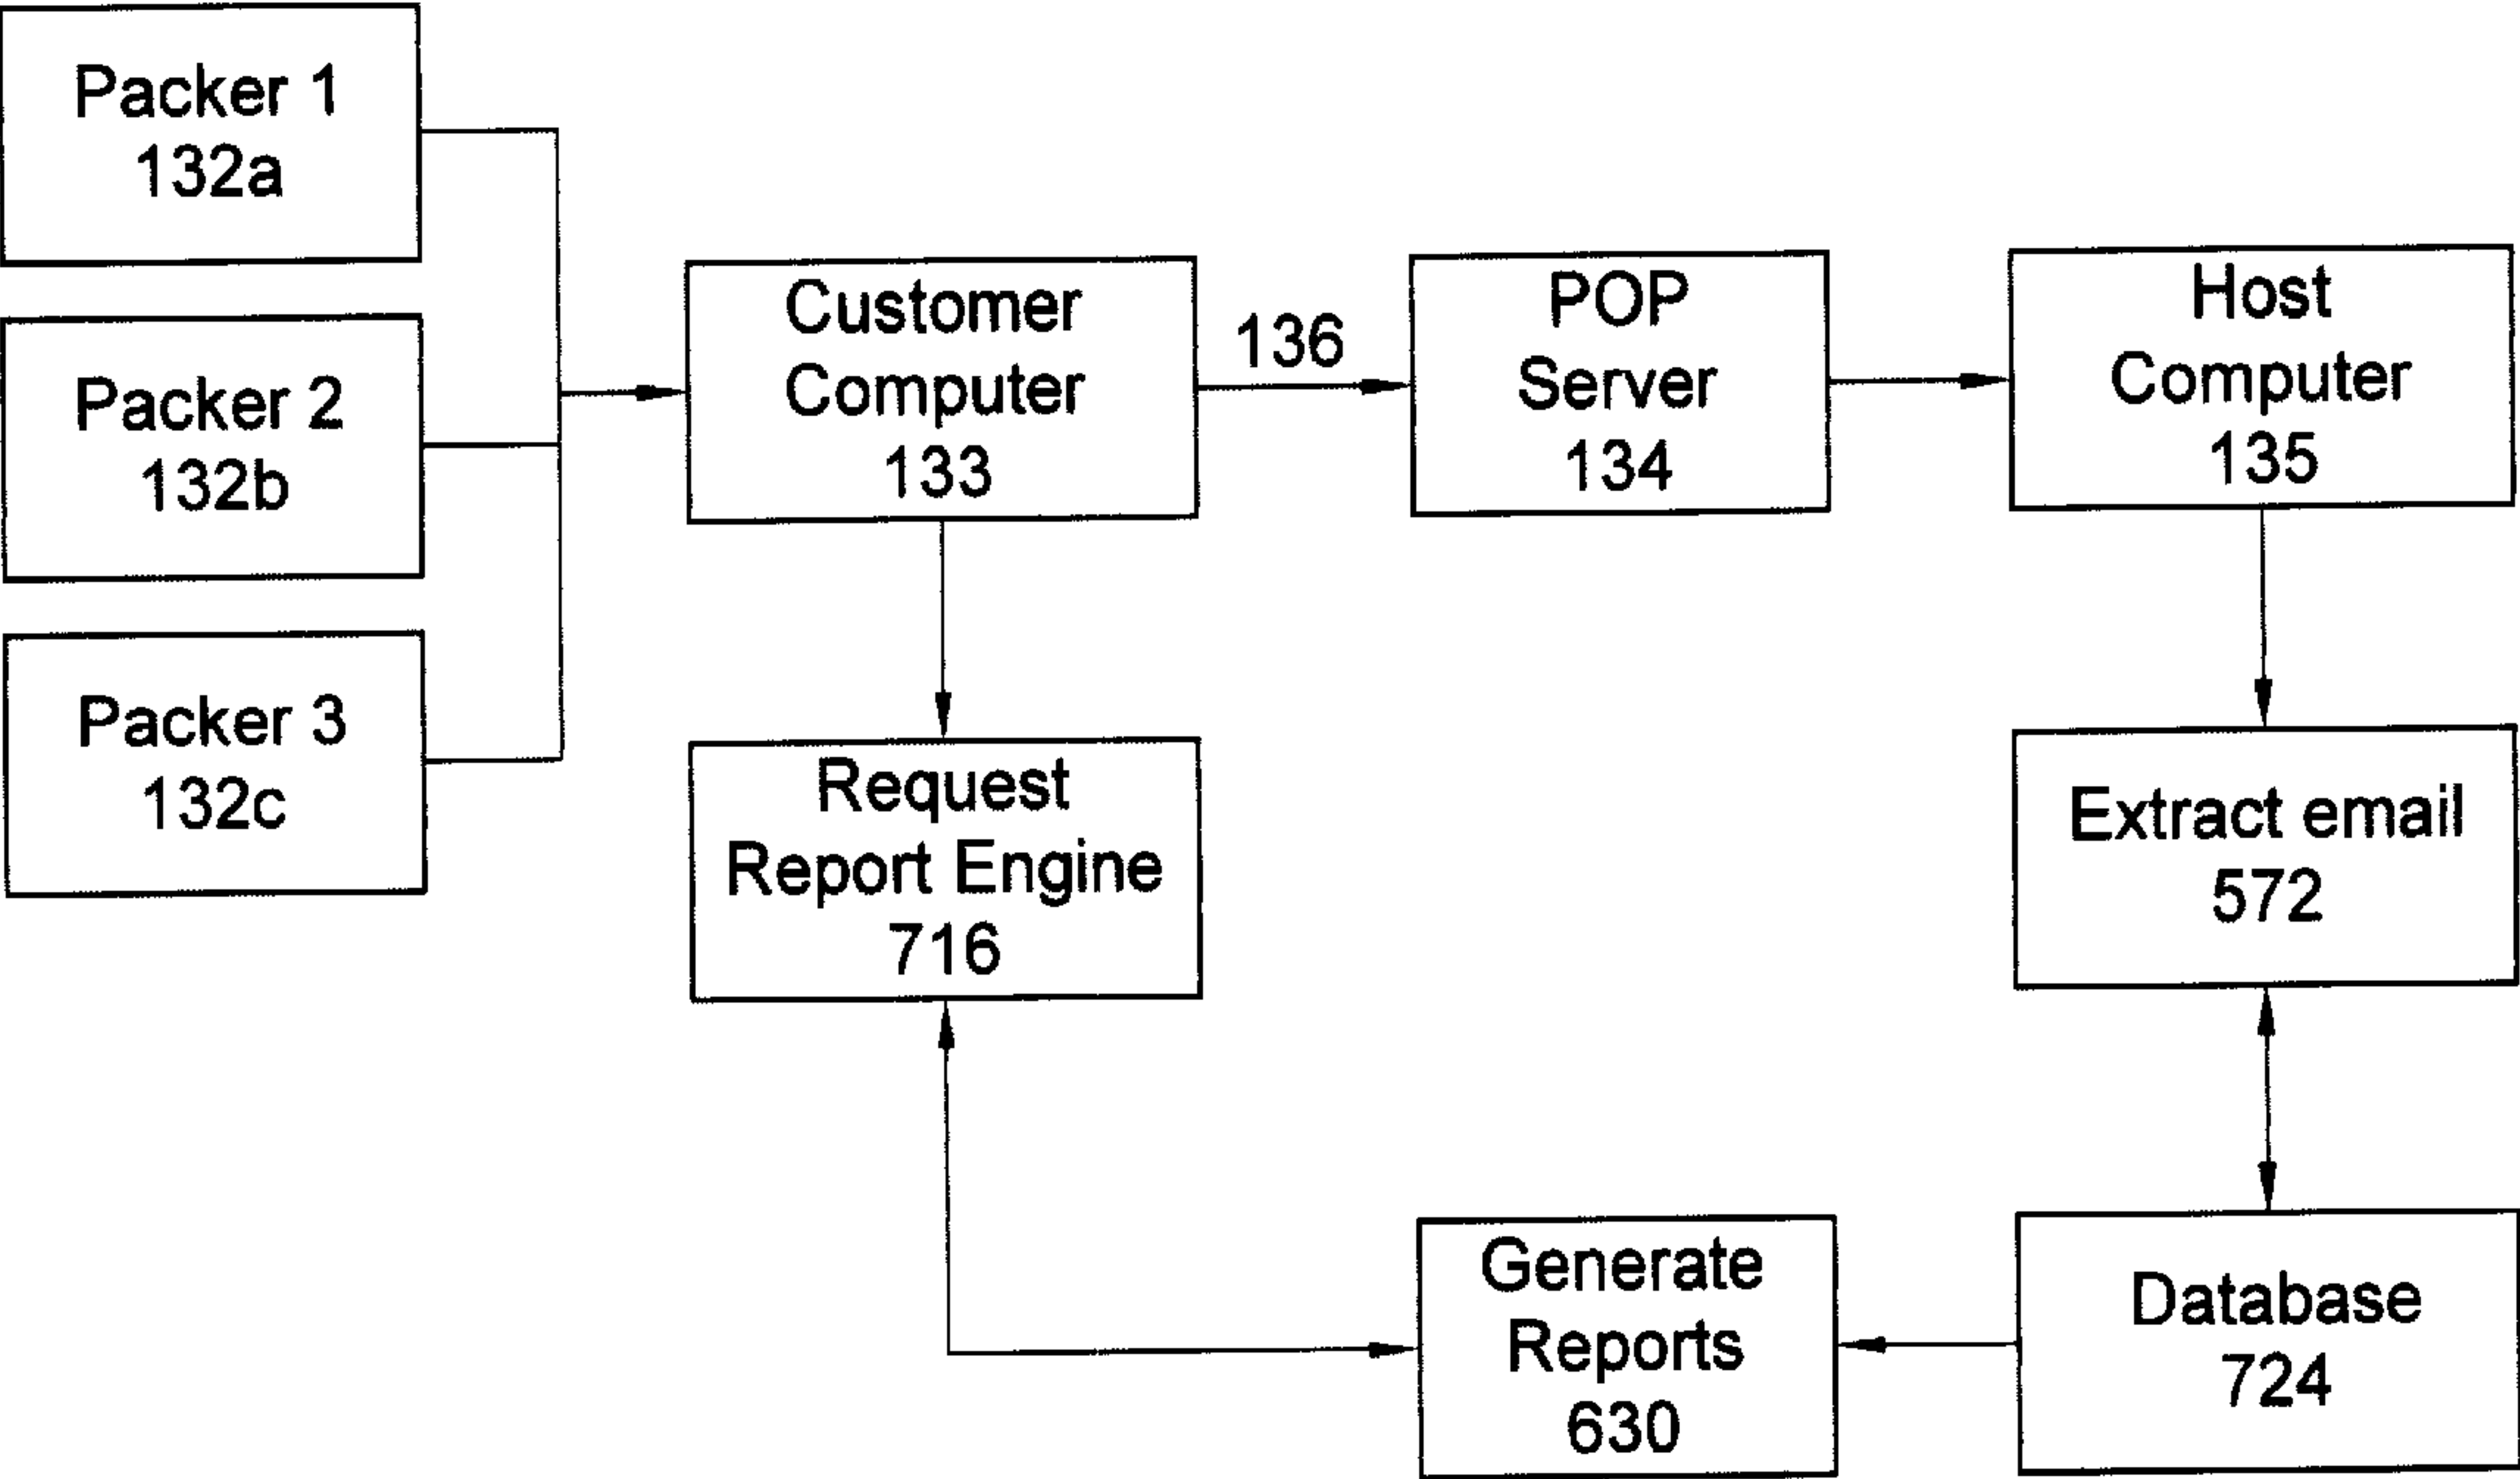 Packer 1
132a
Packer 2
132b
Packer 3
132c
Customer
Computer
133
136
POP
Server
134
Host
Computer
135
Request
Report Engine
716
Extract email
572
Generate
Reports
630
Database
724